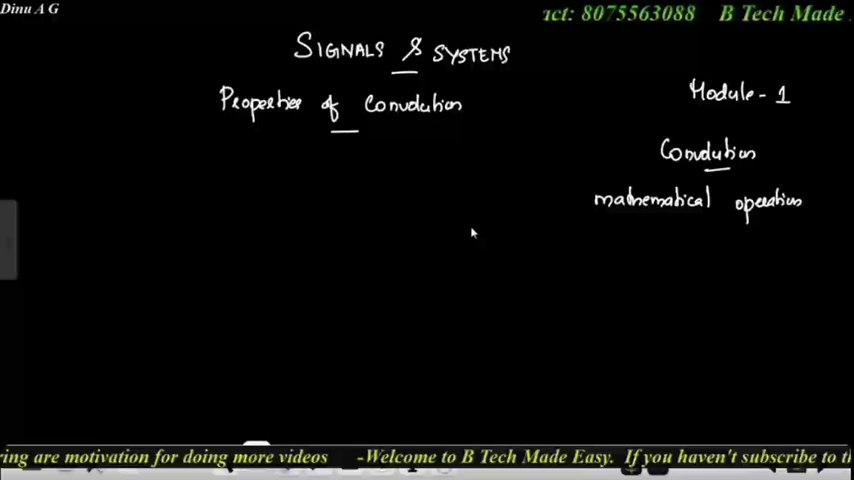 Dinu A G
act: 8075563088 B Tech Made
SIGNALS & SYSTEMS
Properties of Convolution
Module - 1
Convolution
mathematical operation
ring are motivation for doing more videos -Welcome to B Tech Made Easy. If you haven't subscribe to th